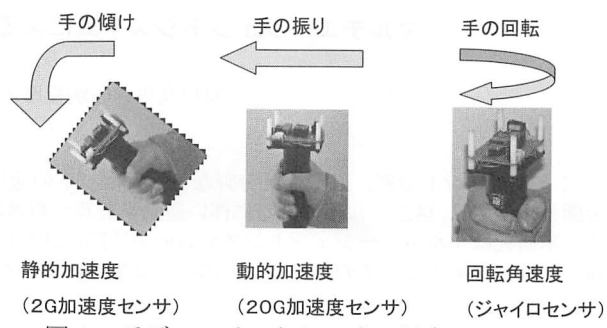 手の傾け
手の振り
手の回転
静的加速度
(2G加速度センサ)
動的加速度
(20G加速度センサ)
回転角速度
(ジャイロセンサ)